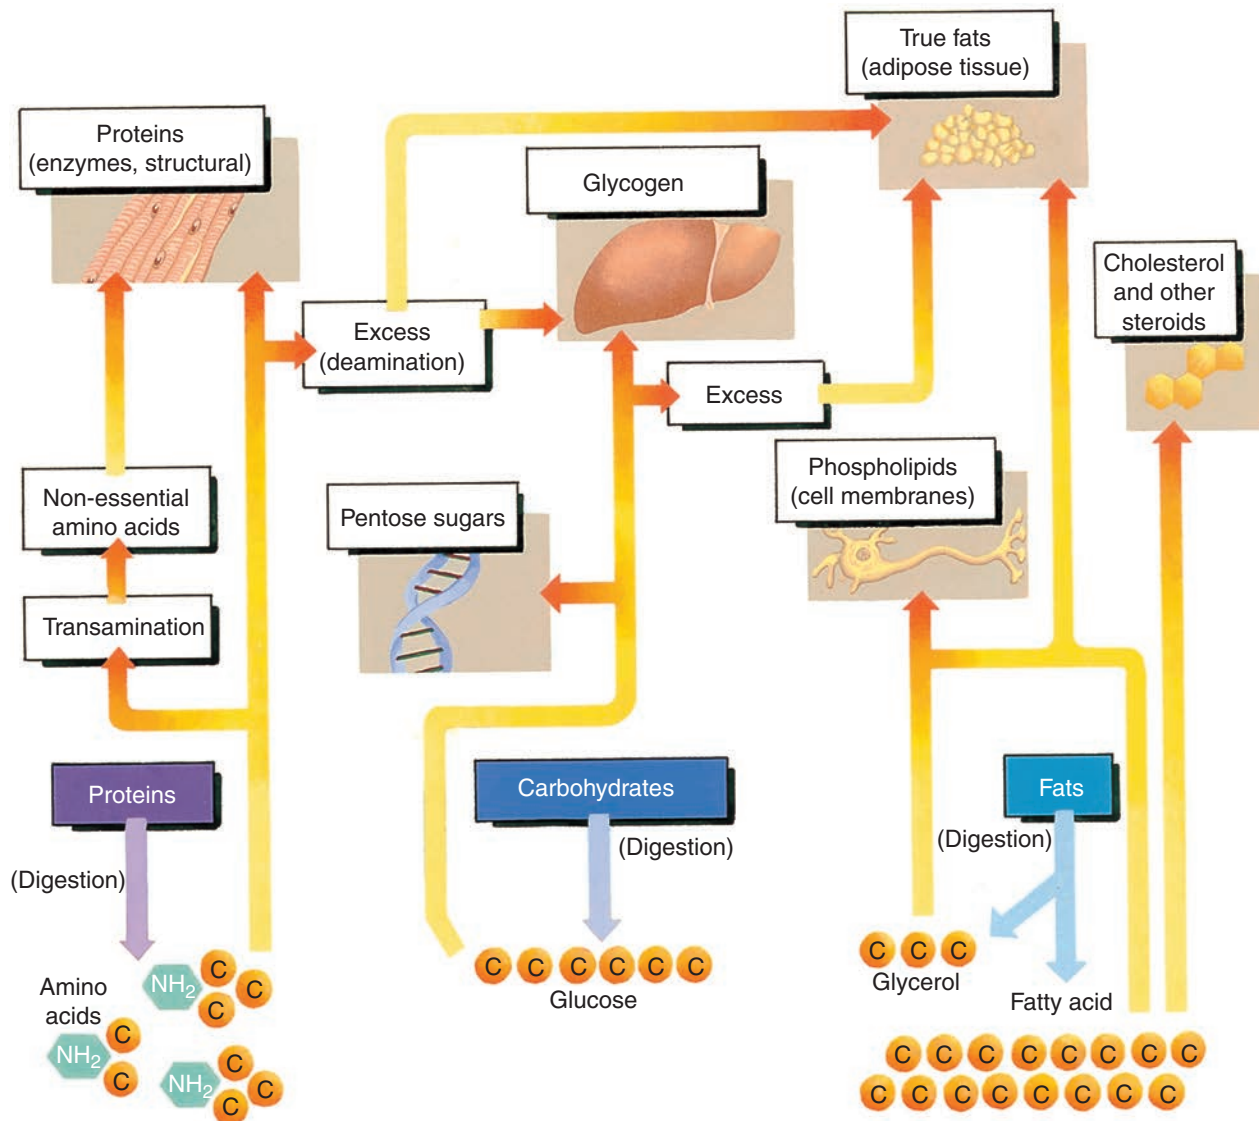 True fats
(adipose tissue)
Proteins
(enzymes, structural)
Glycogen
Cholesterol
and other
steroids
Excess
(deamination)
Excess
Phospholipids
(cell membranes)
Non-essential
amino acids
Pentose sugars
Transamination
Proteins
Carbohydrates
Fats
(Digestion)
(Digestion)
(Digestion)
C C C C C C
Glucose
C C C
Glycerol
Fatty acid
Amino
acids
NH2 C C C
NH2 C C
NH2 C C C
C C C C C C C C
C C C C C C C C